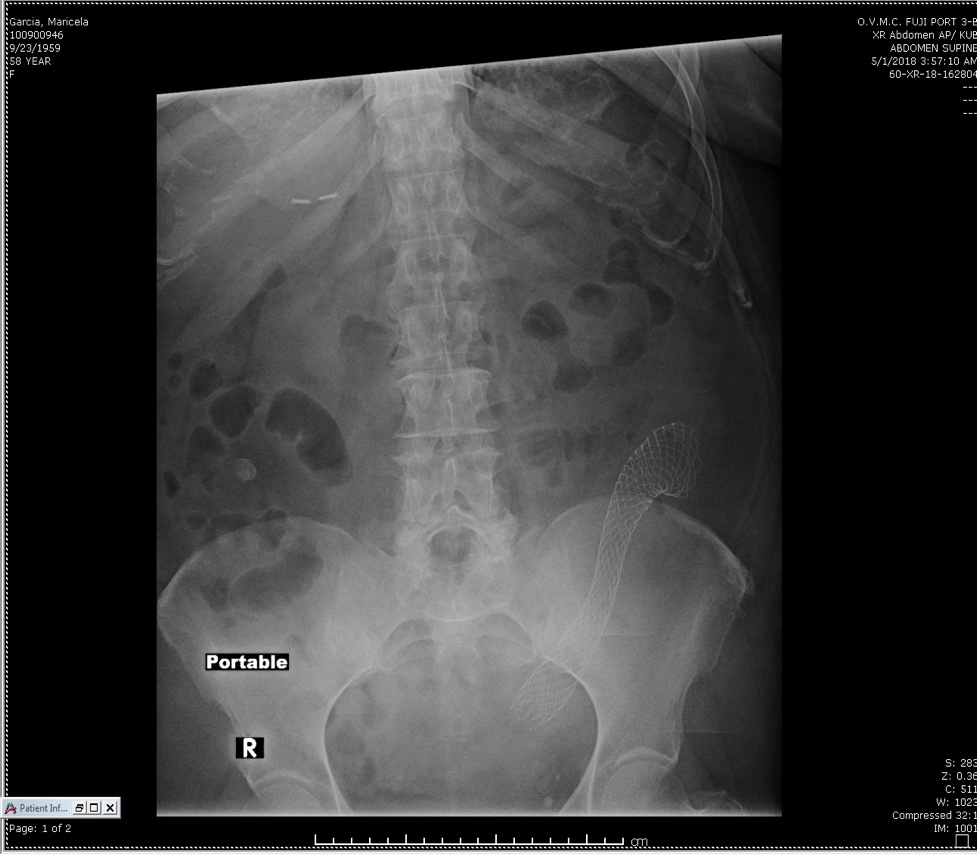 Garcia, Maricela
100900946
9/23/1959
58 YEAR
F
O.V.M.C. FUJI PORT 3-B
XR Abdomen AP/ KUB
ABDOMEN SUPINE
5/1/2018 3:57:10 AM
60-XR-18-162804
---
---
Portable
R
S: 283
Z: 0.36
C: 511
W: 1023
Compressed 32:1
IM: 1001
Patient Inf...
Page: 1 of 2
cm